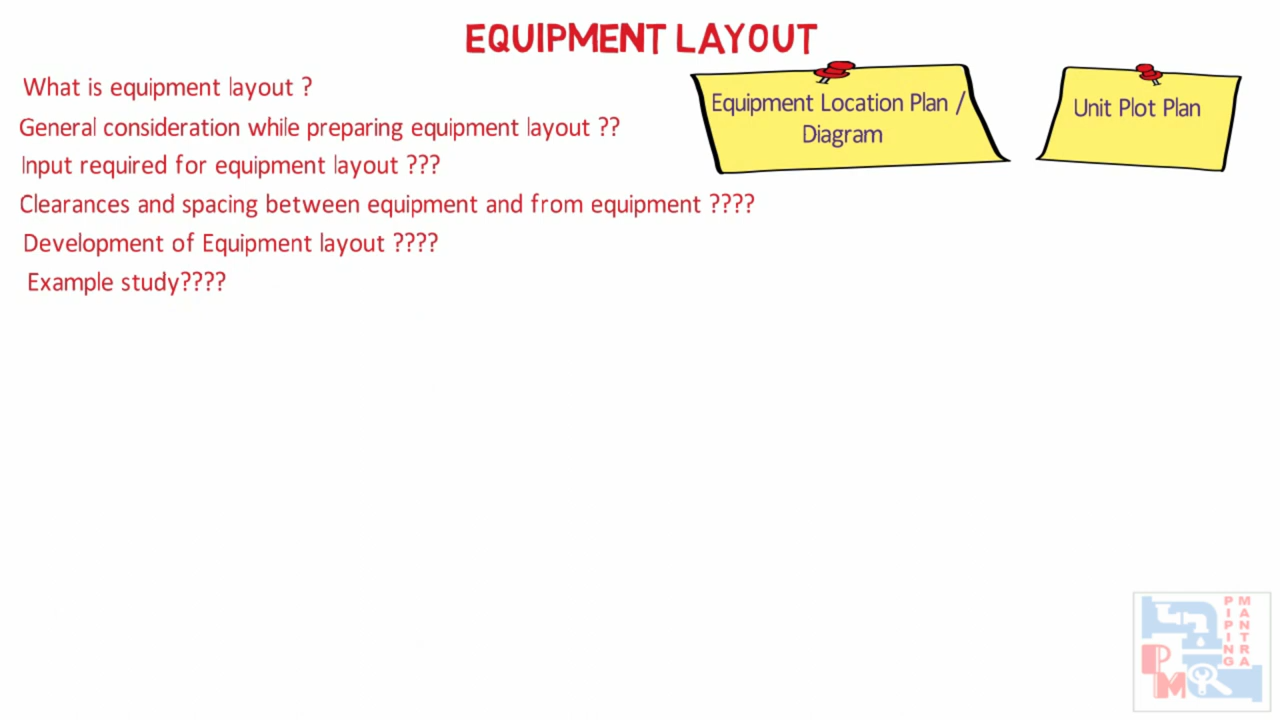 EQUIPMENT LAYOUT
What is equipment layout ?
General consideration while preparing equipment layout ??
Input required for equipment layout ???
Clearances and spacing between equipment and from equipment ????
Development of Equipment layout ????
Example study????
Equipment Location Plan /
Diagram
Unit Plot Plan
PIPING
MANTRA
PM